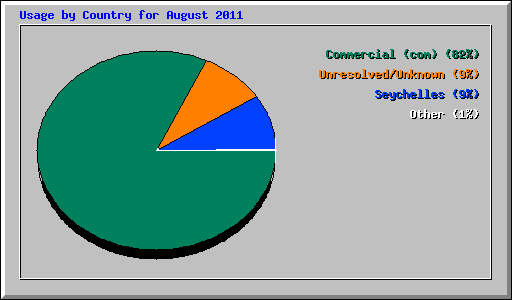 Usage by Country for August 2011
Commercial (com) (82%)
Unresolved/Unknown (9%)
Seychelles (9%)
Other (1%)